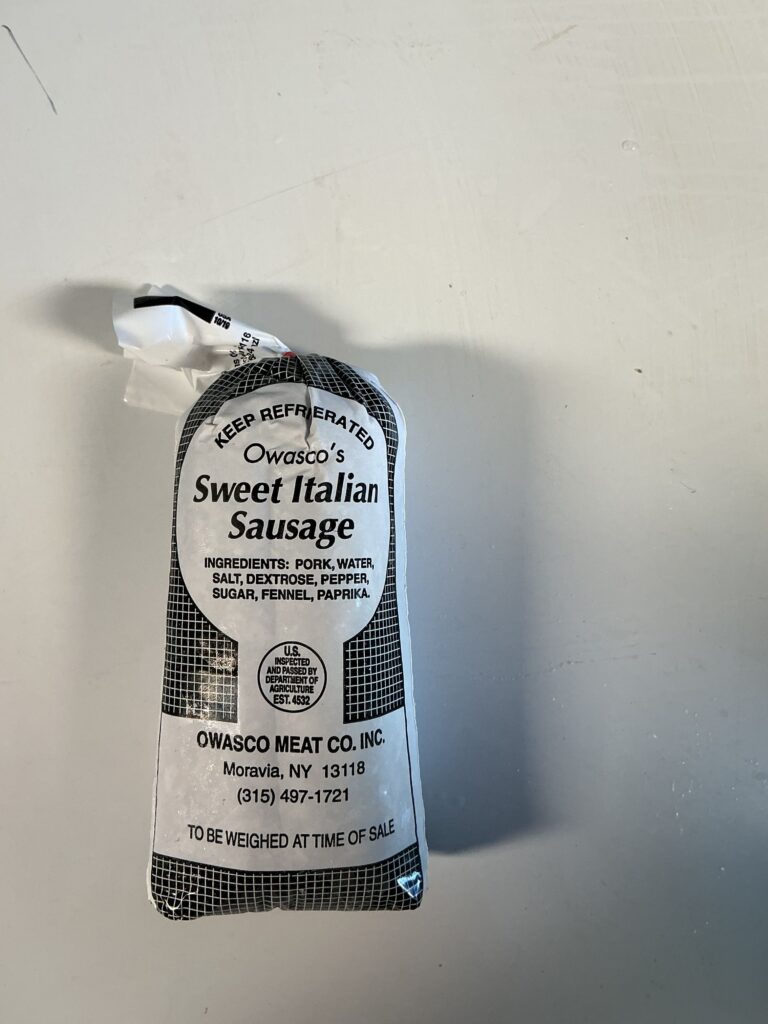 KEEP REFRIERATED
Owasco's
Sweet Italian
Sausage
INGREDIENTS: PORK, WATER,
SALT, DEXTROSE, PEPPER,
SUGAR, FENNEL, PAPRIKA.
U.S.
INSPECTED
AND PASSED BY
DEPARTMENT OF
AGRICULTURE
EST. 4532
OWASCO MEAT CO. INC.
Moravia, NY 13118
(315) 497-1721
TO BE WEIGHED AT TIME OF SALE